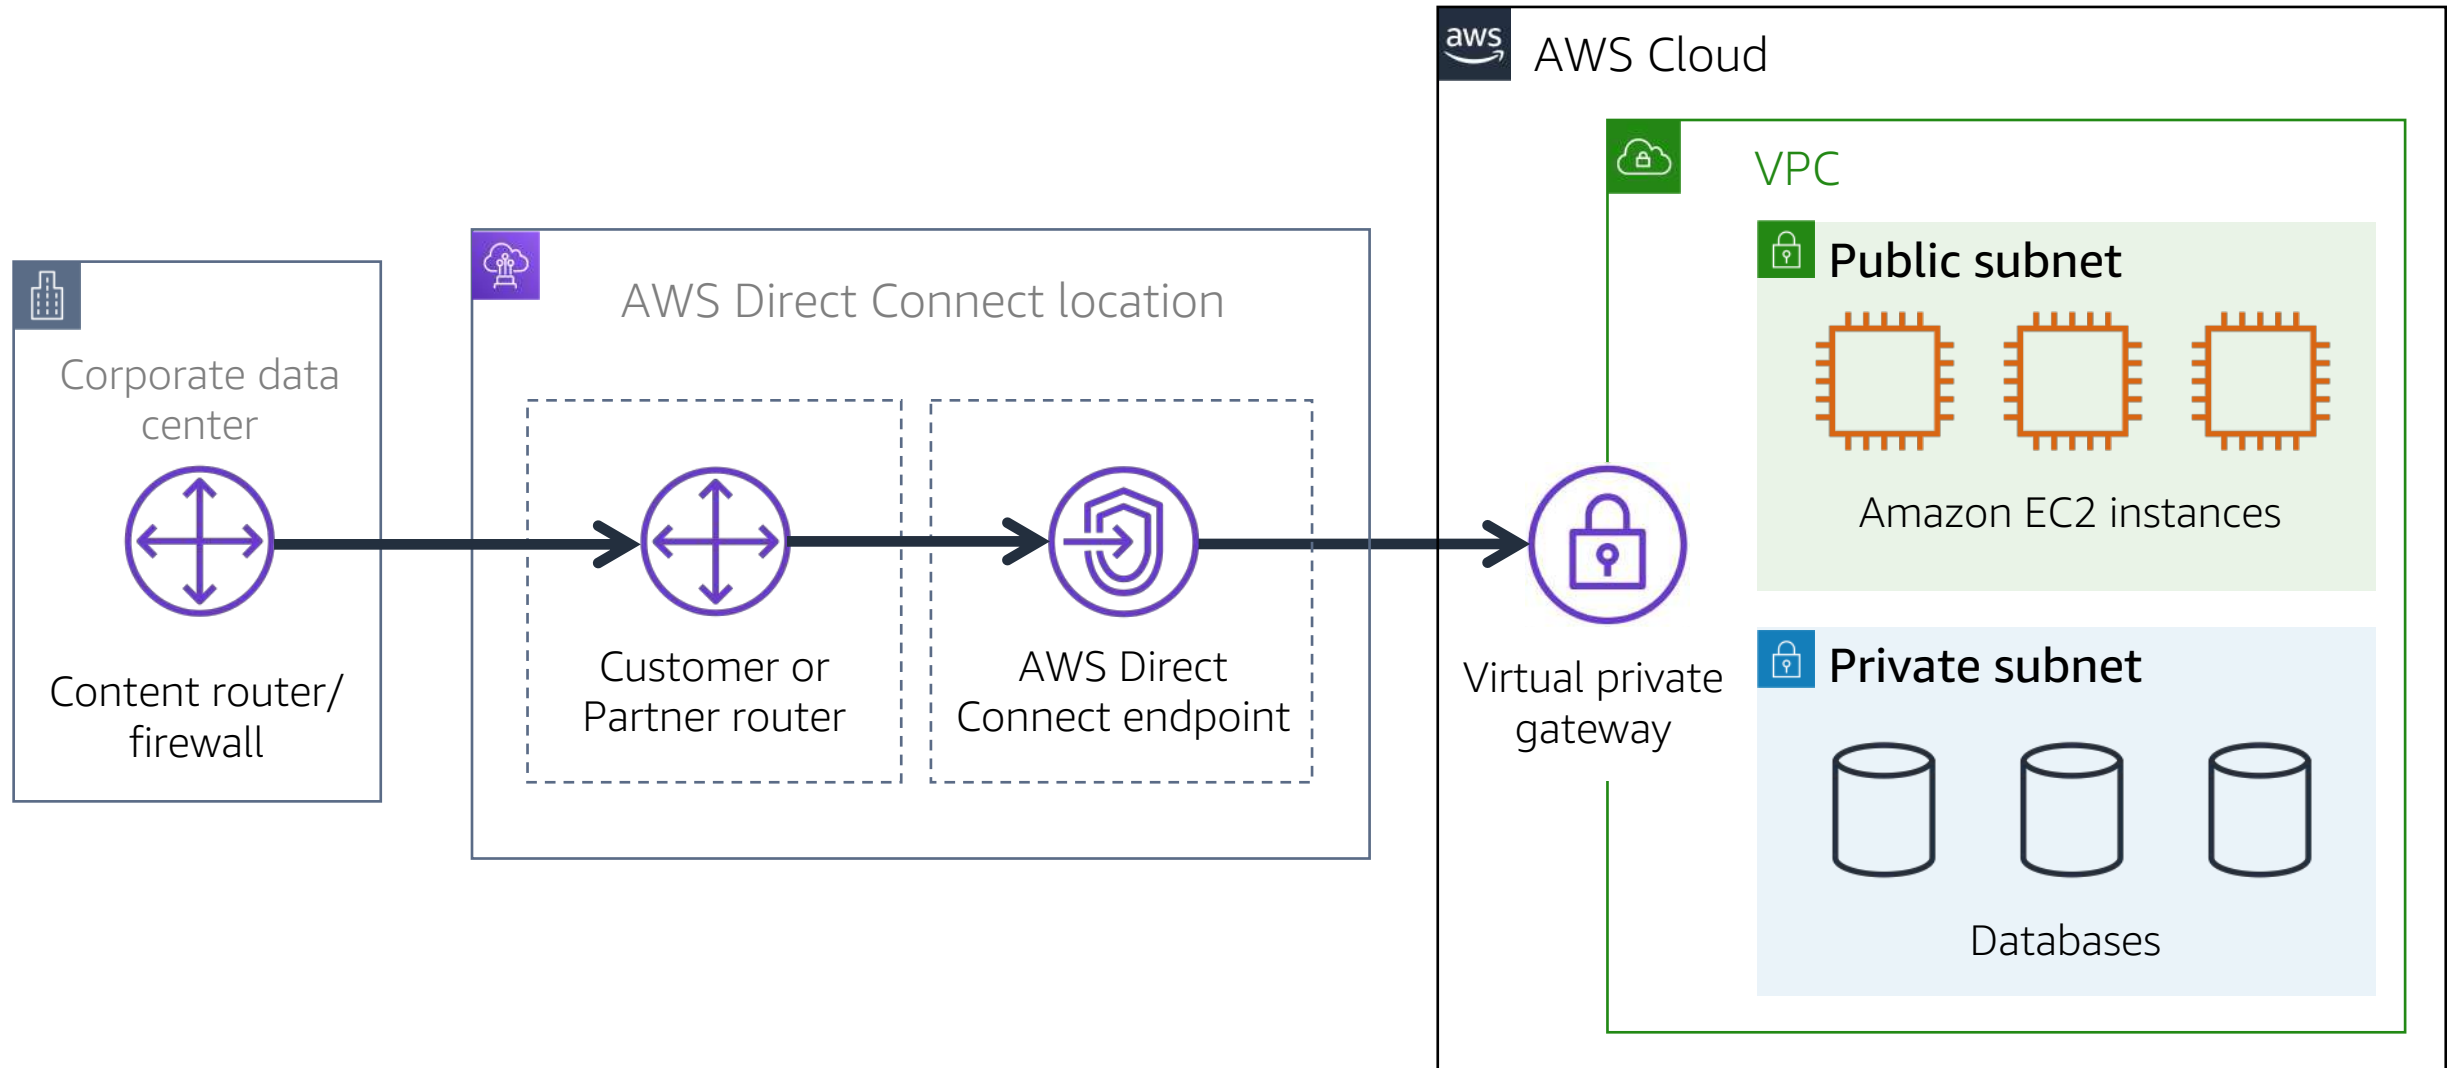 aws
AWS Cloud
VPC
Public subnet
Amazon EC2 instances
Private subnet
Databases
AWS Direct Connect location
Corporate data
center
Content router/
firewall
Customer or
Partner router
AWS Direct
Connect endpoint
Virtual private
gateway